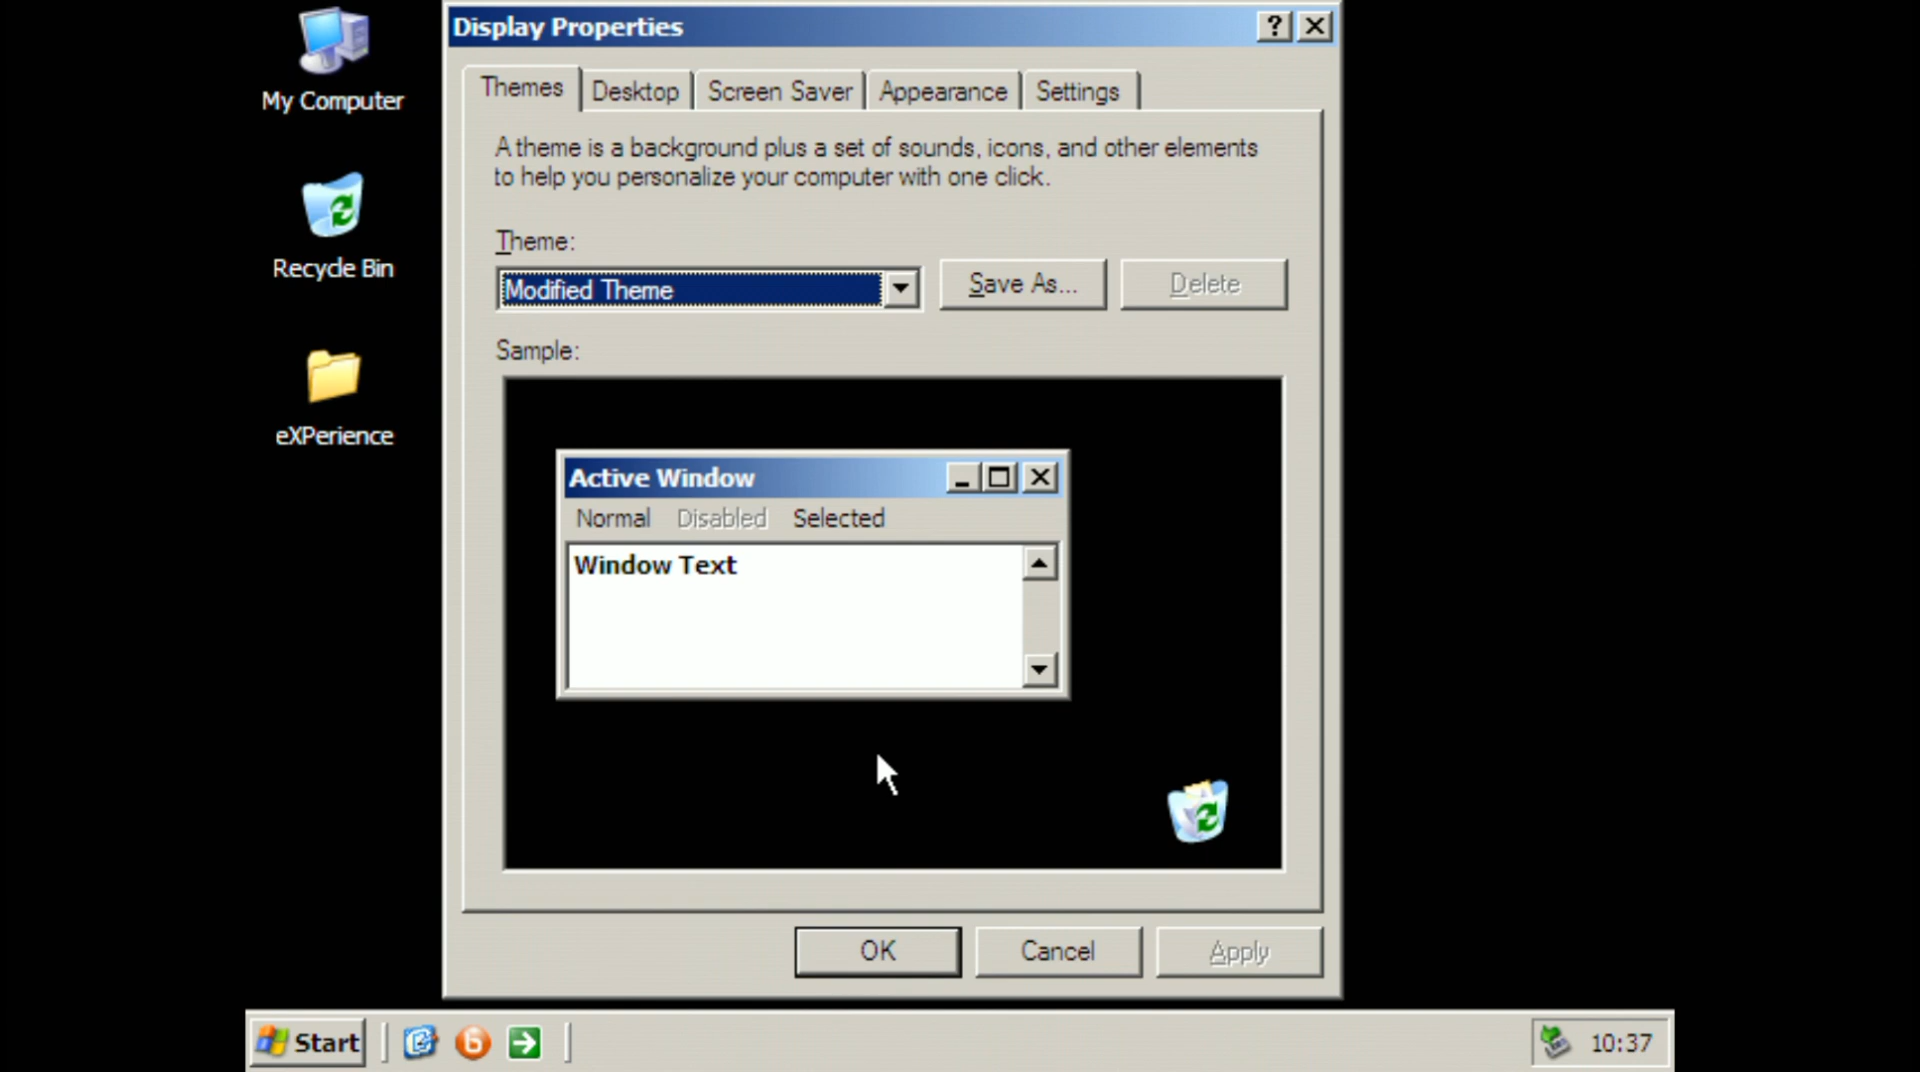 My Computer
Recycle Bin
eXPerience
Display Properties
Themes
Desktop
Screen Saver
Appearance
Settings
A theme is a background plus a set of sounds, icons, and other elements
to help you personalize your computer with one click.
Theme:
Modified Theme
Save As...
Delete
Sample:
Active Window
Normal Disabled Selected
Window Text
OK
Cancel
Apply
Start
10:37